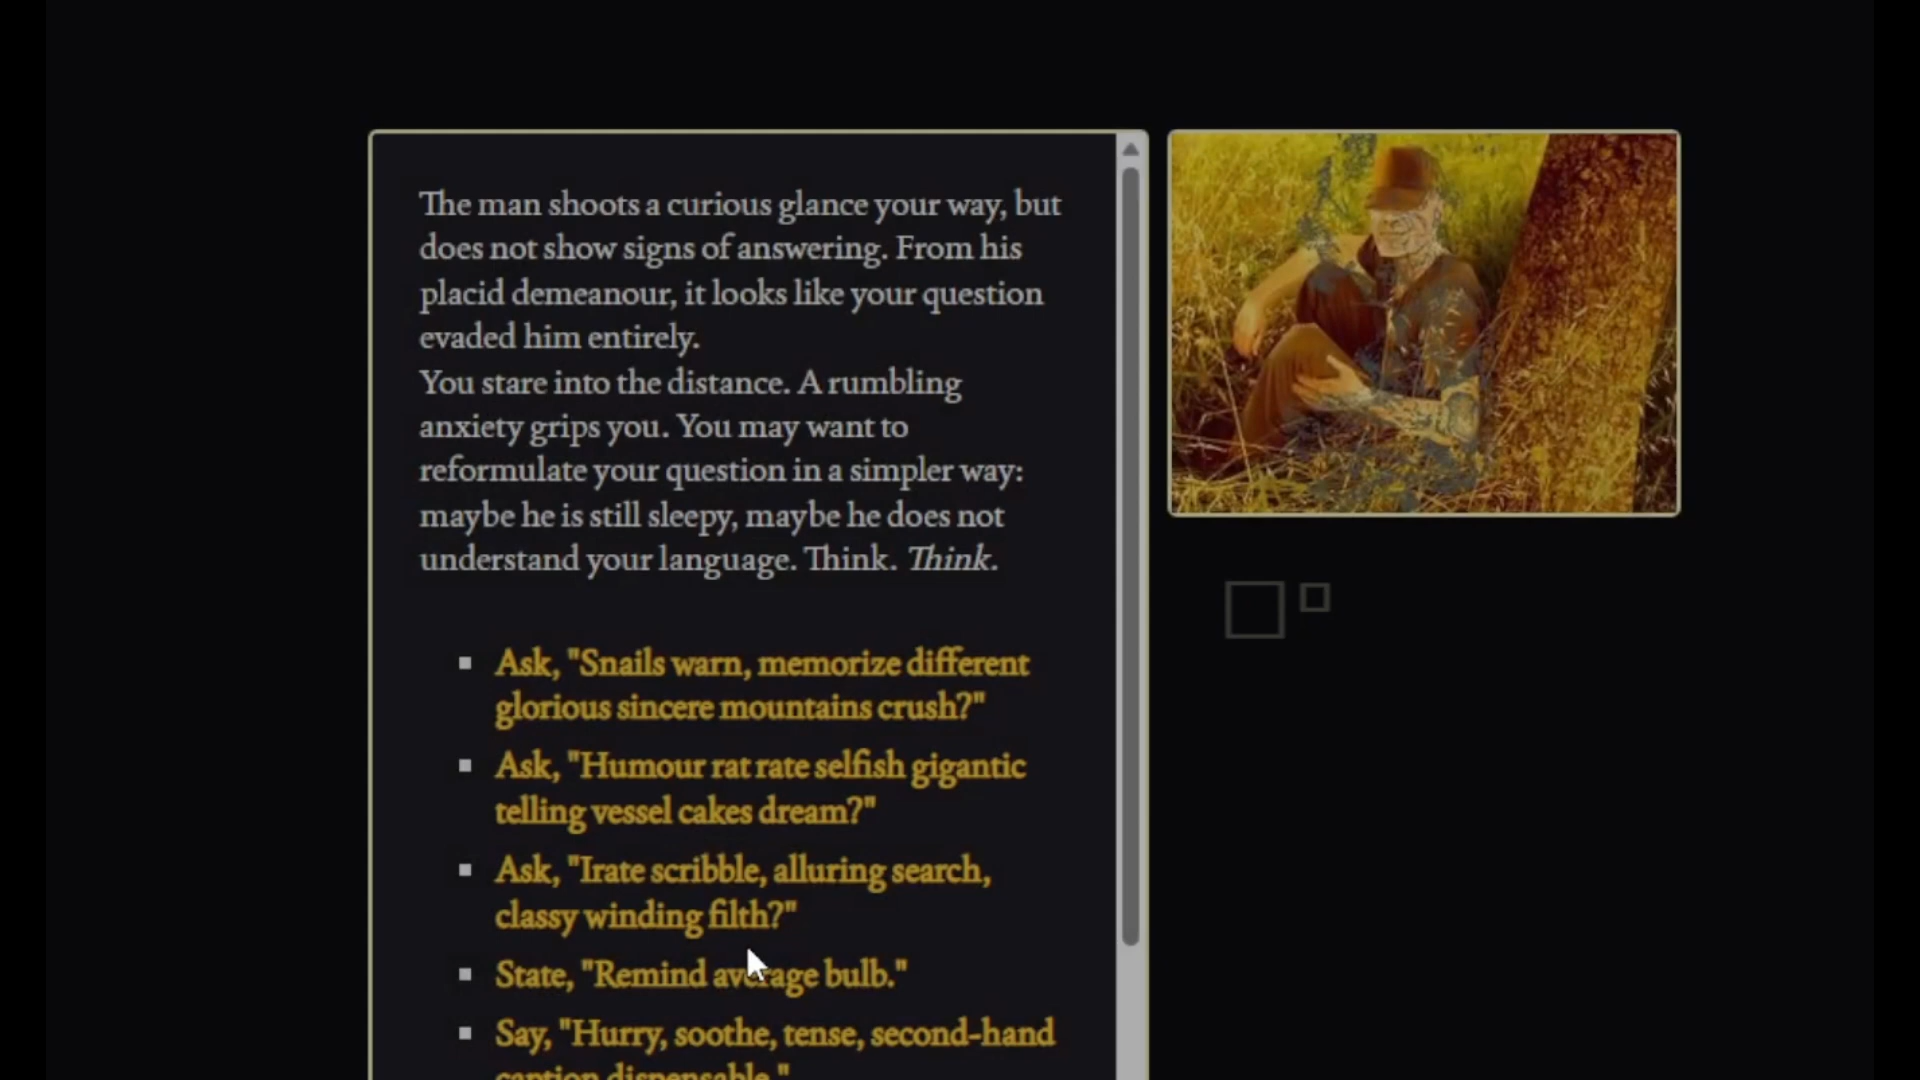 The man shoots a curious glance your way, but
does not show signs of answering. From his
placid demeanour, it looks like your question
evaded him entirely.
You stare into the distance. A rumbling
anxiety grips you. You may want to
reformulate your question in a simpler way:
maybe he is still sleepy, maybe he does not
understand your language. Think. Think.
Ask, "Snails warn, memorize different
glorious sincere mountains crush?"
Ask, "Humour rat rate selfish gigantic
telling vessel cakes dream?"
Ask, "Irate scribble, alluring search,
classy winding filth?"
State, "Remind average bulb."
Say, "Hurry, soothe, tense, second-hand
caption dispensable."